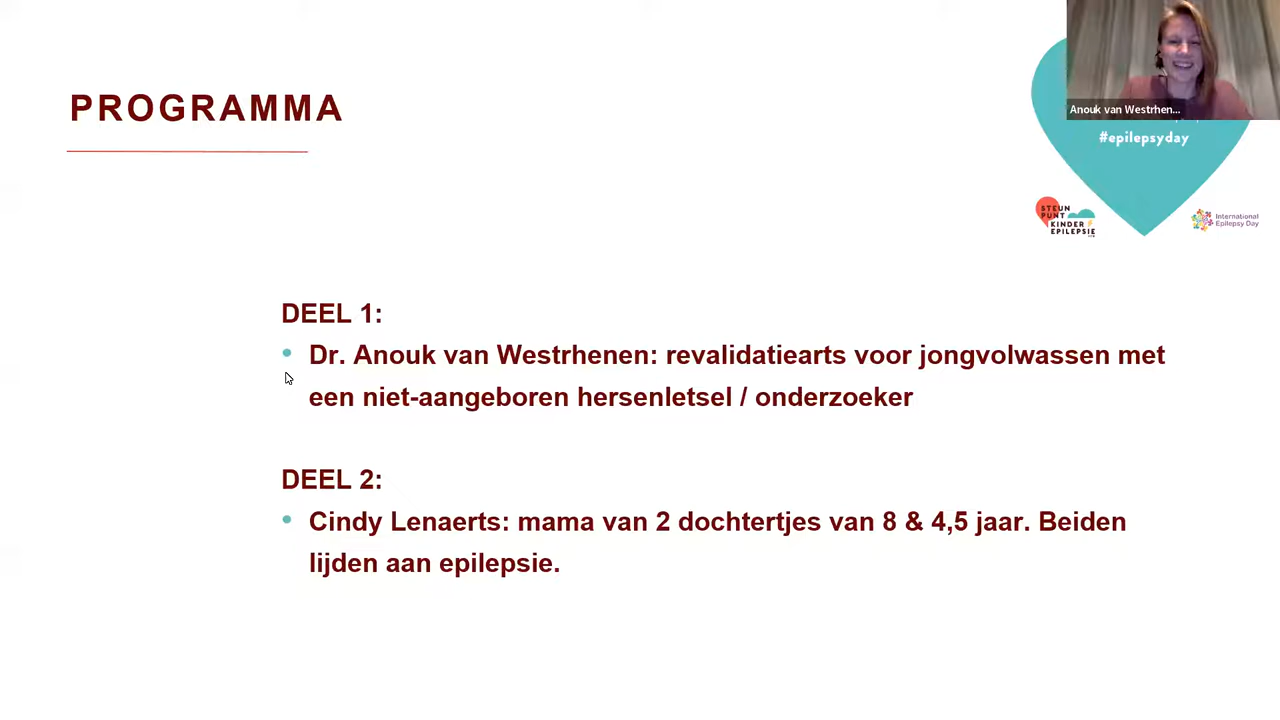 PROGRAMMA
Anouk van Westrhen...
#epilepsyday
STEUN
PUNT
KINDER
EPILEPSIE
International
Epilepsy Day
DEEL 1:
• Dr. Anouk van Westrhenen: revalidatiearts voor jongvolwassen met
een niet-aangeboren hersenletsel / onderzoeker
DEEL 2:
• Cindy Lenaerts: mama van 2 dochtertjes van 8 & 4,5 jaar. Beiden
lijden aan epilepsie.